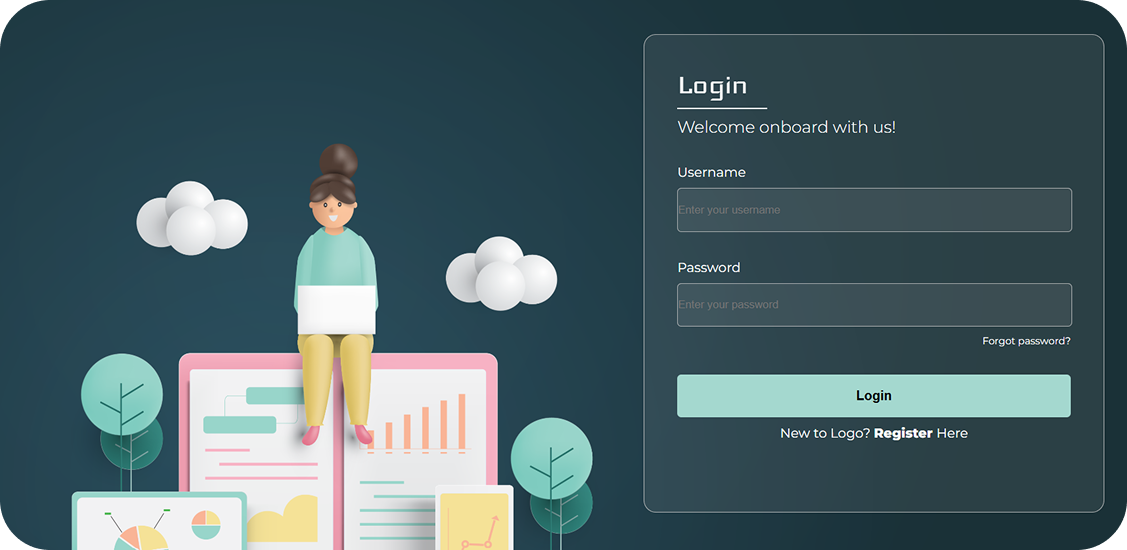 Login
Welcome onboard with us!
Username
Enter your username
Password
Enter your password
Forgot password?
Login
New to Logo? Register Here